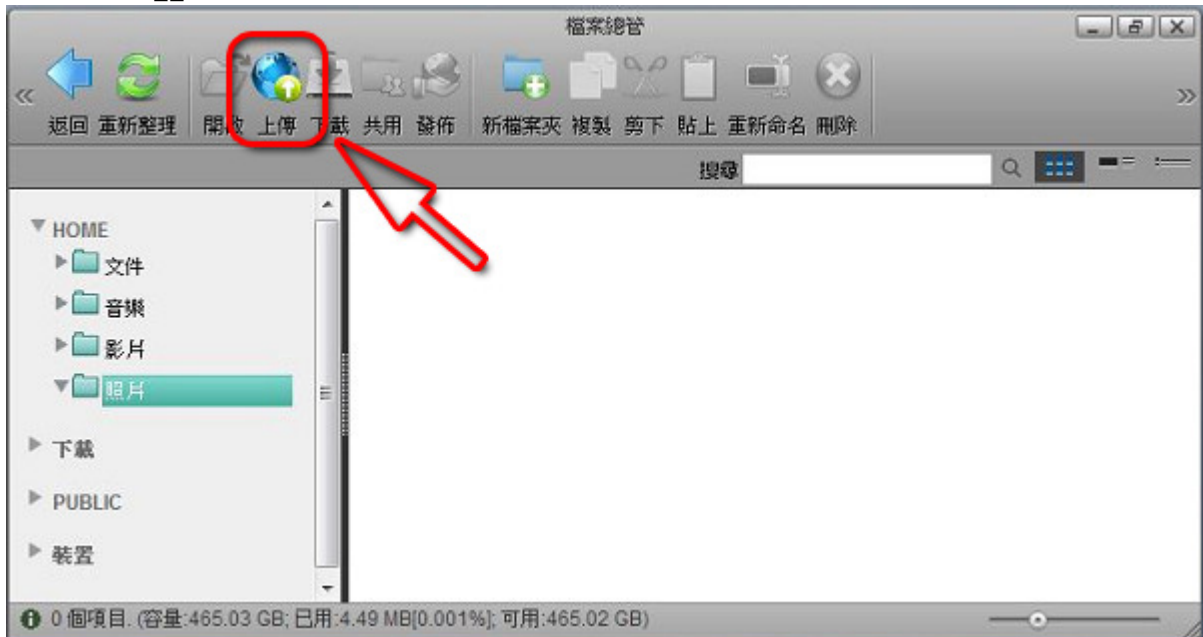 檔案總管
返回 重新整理 開啟 上傳 下載 共用 發佈 新檔案夾 複製 剪下 貼上 重新命名 刪除
搜尋
HOME
文件
音樂
影片
照片
下載
PUBLIC
裝置
0 個項目. (容量:465.03 GB; 已用:4.49 MB[0.001%]; 可用:465.02 GB)